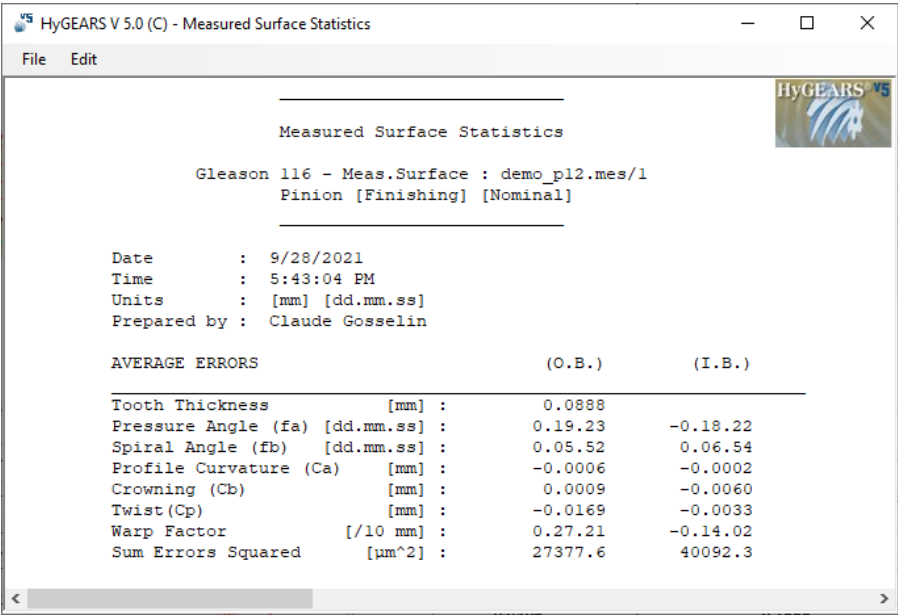 HyGEARS V 5.0 (C) - Measured Surface Statistics
File Edit
HyGEARS V5
Measured Surface Statistics
Gleason 116 - Meas.Surface : demo_p12.mes/1
Pinion [Finishing] [Nominal]
Date : 9/28/2021
Time : 5:43:04 PM
Units : [mm] [dd.mm.ss]
Prepared by : Claude Gosselin
AVERAGE ERRORS (O.B.) (I.B.)
Tooth Thickness [mm] : 0.0888
Pressure Angle (fa) [dd.mm.ss] : 0.19.23 -0.18.22
Spiral Angle (fb) [dd.mm.ss] : 0.05.52 0.06.54
Profile Curvature (Ca) [mm] : -0.0006 -0.0002
Crowning (Cb) [mm] : 0.0009 -0.0060
Twist(Cp) [mm] : -0.0169 -0.0033
Warp Factor [/10 mm] : 0.27.21 -0.14.02
Sum Errors Squared [µm^2] : 27377.6 40092.3